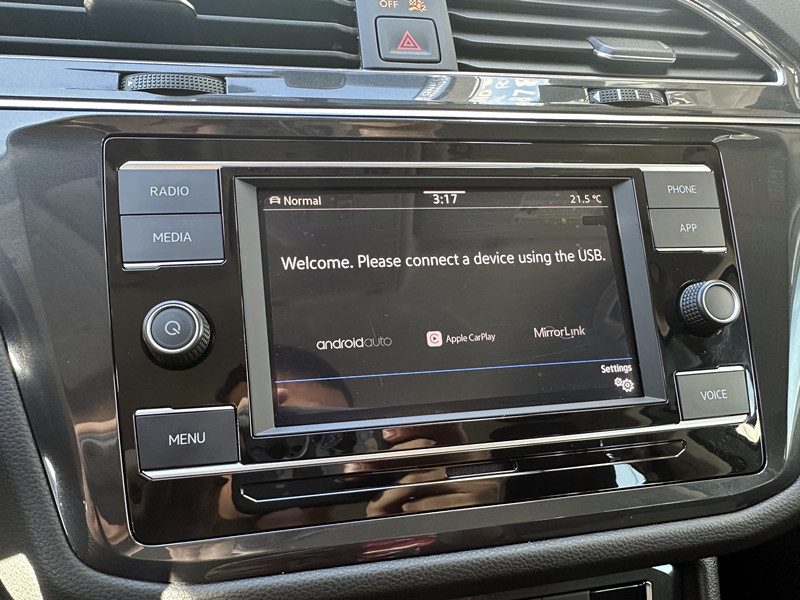 OFF
RADIO
MEDIA
MENU
Normal
3:17
21.5 °C
Welcome. Please connect a device using the USB.
androidauto
Apple CarPlay
MirrorLink
Settings
PHONE
APP
VOICE